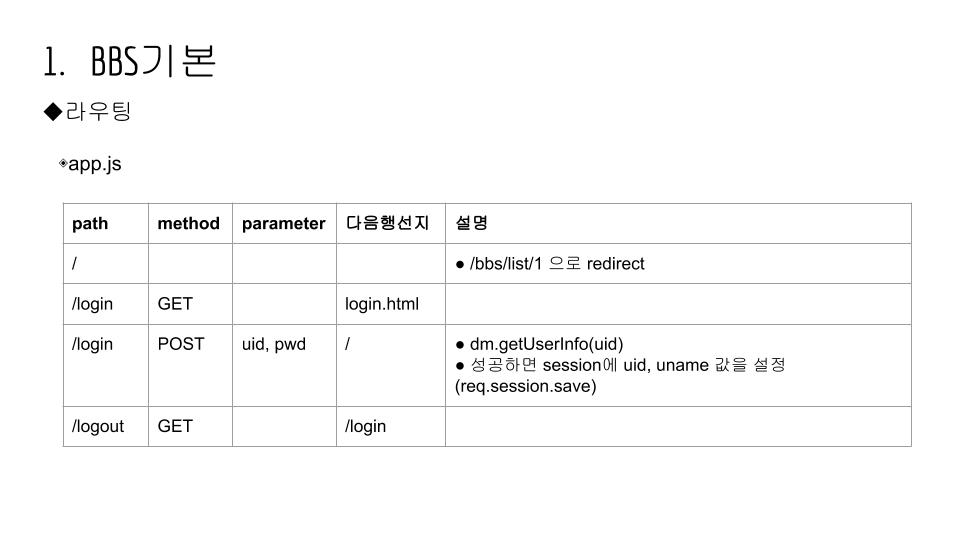 1. BBS기본
◆라우팅
◈app.js
path method parameter 다음행선지 설명
/ ● /bbs/list/1 으로 redirect
/login GET login.html
/login POST uid, pwd / ● dm.getUserInfo(uid)
● 성공하면 session에 uid, uname 값을 설정
(req.session.save)
/logout GET /login